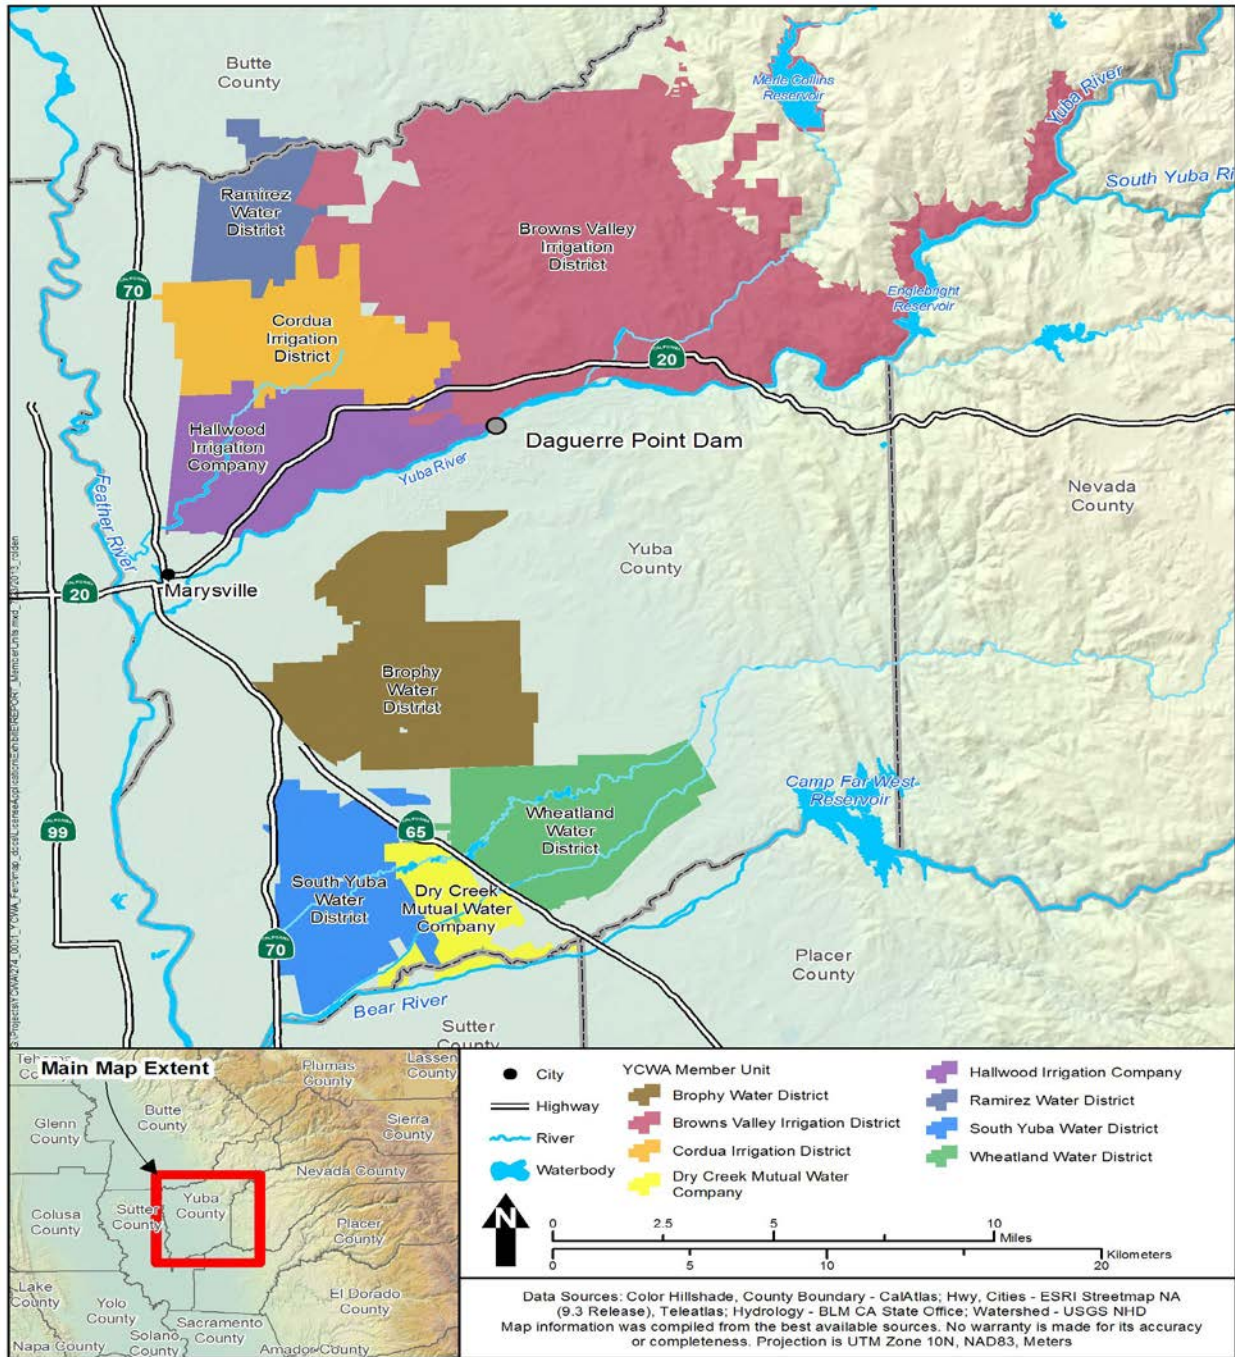 Butte
County
Merle Collins
Reservoir
Yuba River
South Yuba Ri
Ramirez
Water
District
Browns Valley
Irrigation
District
CALIFORNIA
70
Englebright
Reservoir
Cordua
Irrigation
District
CALIFORNIA
20
Hallwood
Irrigation
Company
Daguerre Point Dam
Yuba River
Feather River
Nevada
County
Yuba
County
CALIFORNIA
20
Marysville
Brophy
Water
District
Camp Far West
Reservoir
Wheatland
Water
District
CALIFORNIA
99
CALIFORNIA
65
South Yuba
Water
District
Dry Creek
Mutual Water
Company
CALIFORNIA
70
Placer
County
Bear River
Sutter
County
Main Map Extent
Plumas
County
Lassen
County
Butte
County
Glenn
County
Sierra
County
Nevada County
Yuba
County
Sutter
County
Colusa
County
Placer
County
Lake
County
Yolo
County
El Dorado
County
Sacramento
County
Solano
County
Napa County
Amador County
City
Highway
River
Waterbody
N
YCWA Member Unit
Brophy Water District
Browns Valley Irrigation District
Cordua Irrigation District
Dry Creek Mutual Water
Company
Hallwood Irrigation Company
Ramirez Water District
South Yuba Water District
Wheatland Water District
0 2.5 5 10
Miles
Kilometers
0 5 10 20
Data Sources: Color Hillshade, County Boundary - CalAtlas; Hwy, Cities - ESRI Streetmap NA
(9.3 Release), Teleatlas; Hydrology - BLM CA State Office; Watershed - USGS NHD
Map information was compiled from the best available sources. No warranty is made for its accuracy
or completeness. Projection is UTM Zone 10N, NAD83, Meters